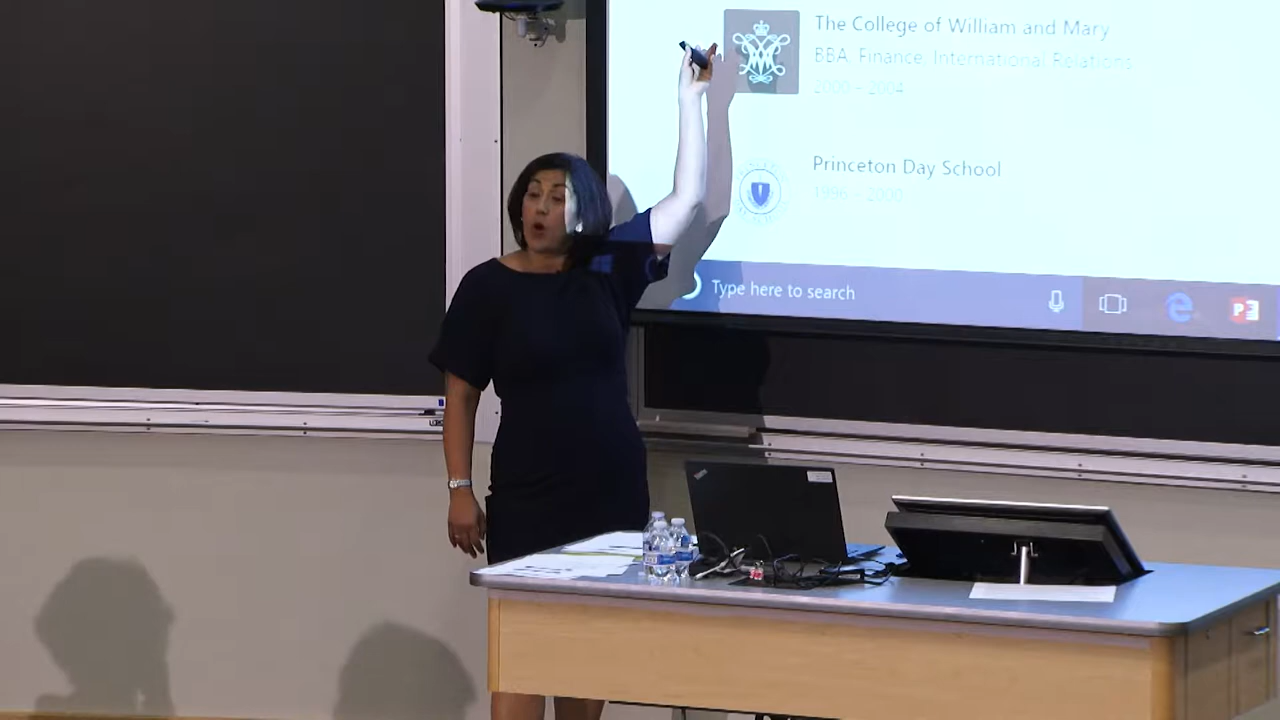 The College of William and Mary
BBA, Finance, International Relations
2000 – 2004
Princeton Day School
1996 – 2000
Type here to search